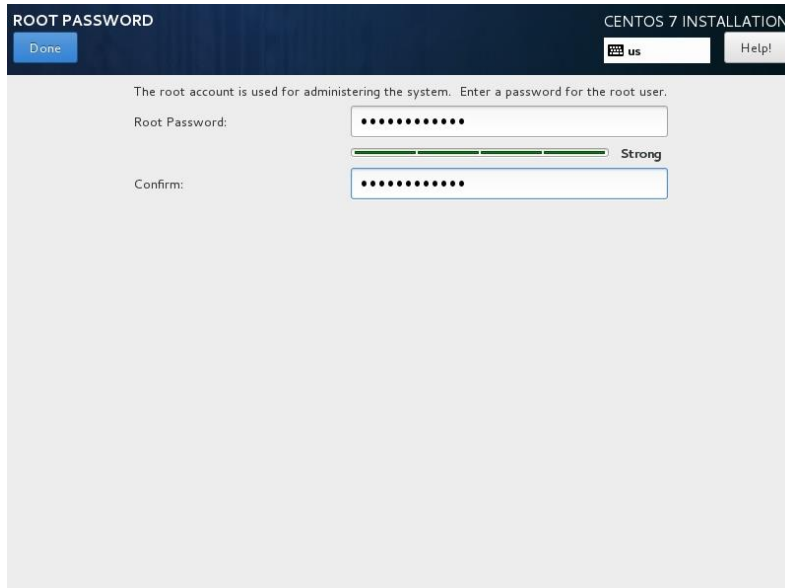 ROOT PASSWORD
CENTOS 7 INSTALLATION
Done
us
Help!
The root account is used for administering the system. Enter a password for the root user.
Root Password:
••••••••••••
Strong
Confirm:
••••••••••••